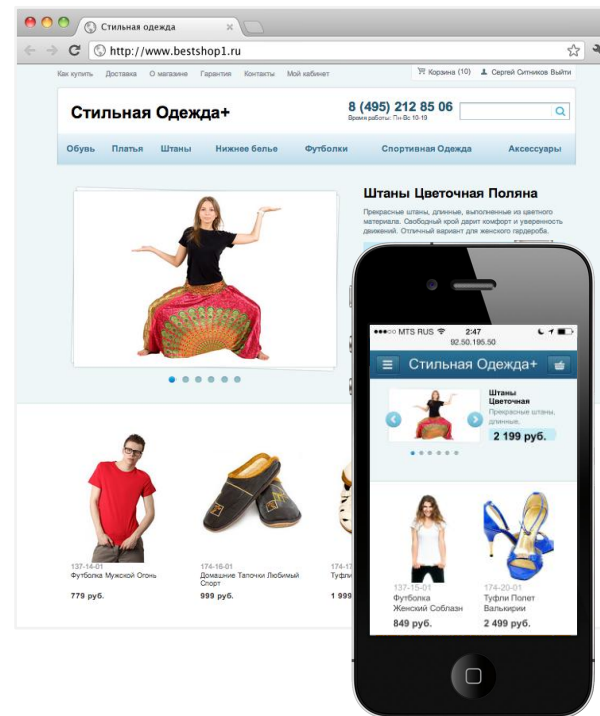 Стильная одежда
http://www.bestshop1.ru
Как купить Доставка О магазине Гарантия Контакты Мой кабинет Корзина (10) Сергей Ситников Выйти
Стильная Одежда+
8 (495) 212 85 06
Время работы: Пн-Вс 10-19
Обувь Платья Штаны Нижнее белье Футболки Спортивная Одежда Аксессуары
Штаны Цветочная Поляна
Прекрасные штаны, длинные, выполненные из цветного
материала. Свободный крой дарит комфорт и уверенность
движений. Отличный вариант для женского гардероба.
137-14-01
Футболка Мужской Огонь
779 руб.
174-16-01
Домашние Тапочки Любимый
Спорт
999 руб.
174-1
Туфли
1 999
MTS RUS 2:47
92.50.195.50
Стильная Одежда+
Штаны
Цветочная
Прекрасные штаны,
длинные,
2 199 руб.
137-15-01
Футболка
Женский Соблазн
849 руб.
174-20-01
Туфли Полет
Валькирии
2 499 руб.